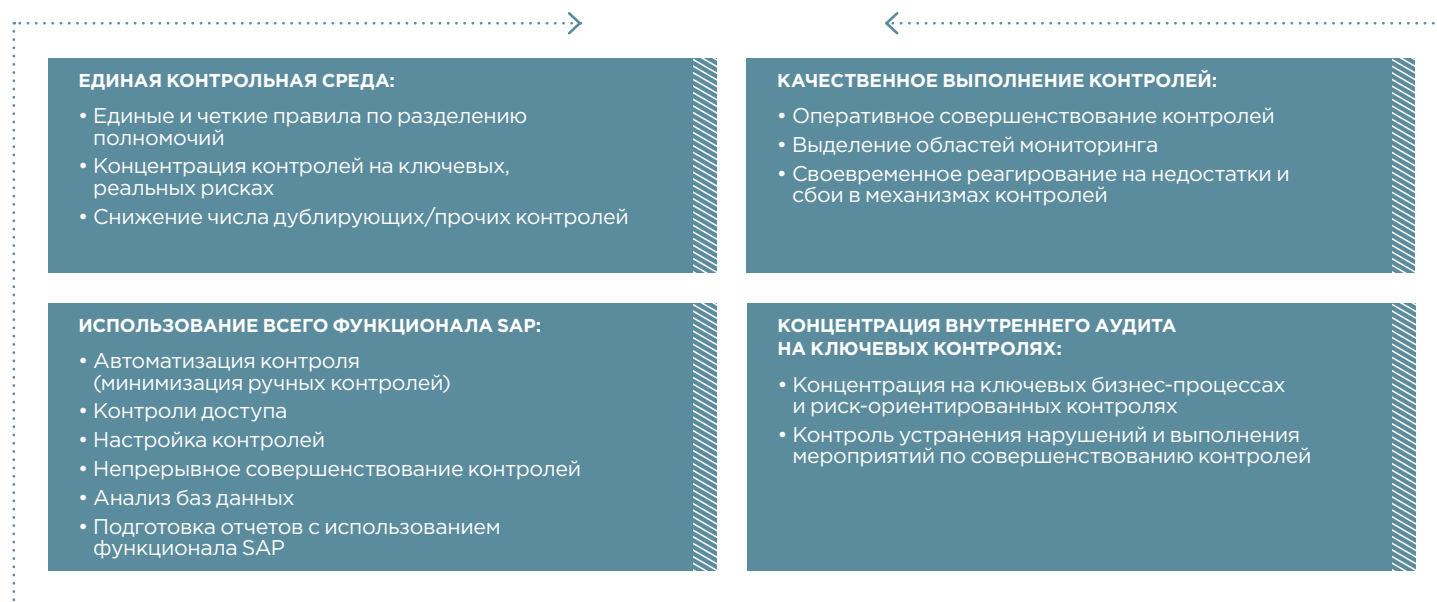 ЕДИНАЯ КОНТРОЛЬНАЯ СРЕДА:
• Единые и четкие правила по разделению
полномочий
• Концентрация контролей на ключевых,
реальных рисках
• Снижение числа дублирующих/прочих контролей
КАЧЕСТВЕННОЕ ВЫПОЛНЕНИЕ КОНТРОЛЕЙ:
• Оперативное совершенствование контролей
• Выделение областей мониторинга
• Своевременное реагирование на недостатки и
сбои в механизмах контролей
ИСПОЛЬЗОВАНИЕ ВСЕГО ФУНКЦИОНАЛА SAP:
• Автоматизация контроля
(минимизация ручных контролей)
• Контроли доступа
• Настройка контролей
• Непрерывное совершенствование контролей
• Анализ баз данных
• Подготовка отчетов с использованием
функционала SAP
КОНЦЕНТРАЦИЯ ВНУТРЕННЕГО АУДИТА
НА КЛЮЧЕВЫХ КОНТРОЛЯХ:
• Концентрация на ключевых бизнес-процессах
и риск-ориентированных контролях
• Контроль устранения нарушений и выполнения
мероприятий по совершенствованию контролей